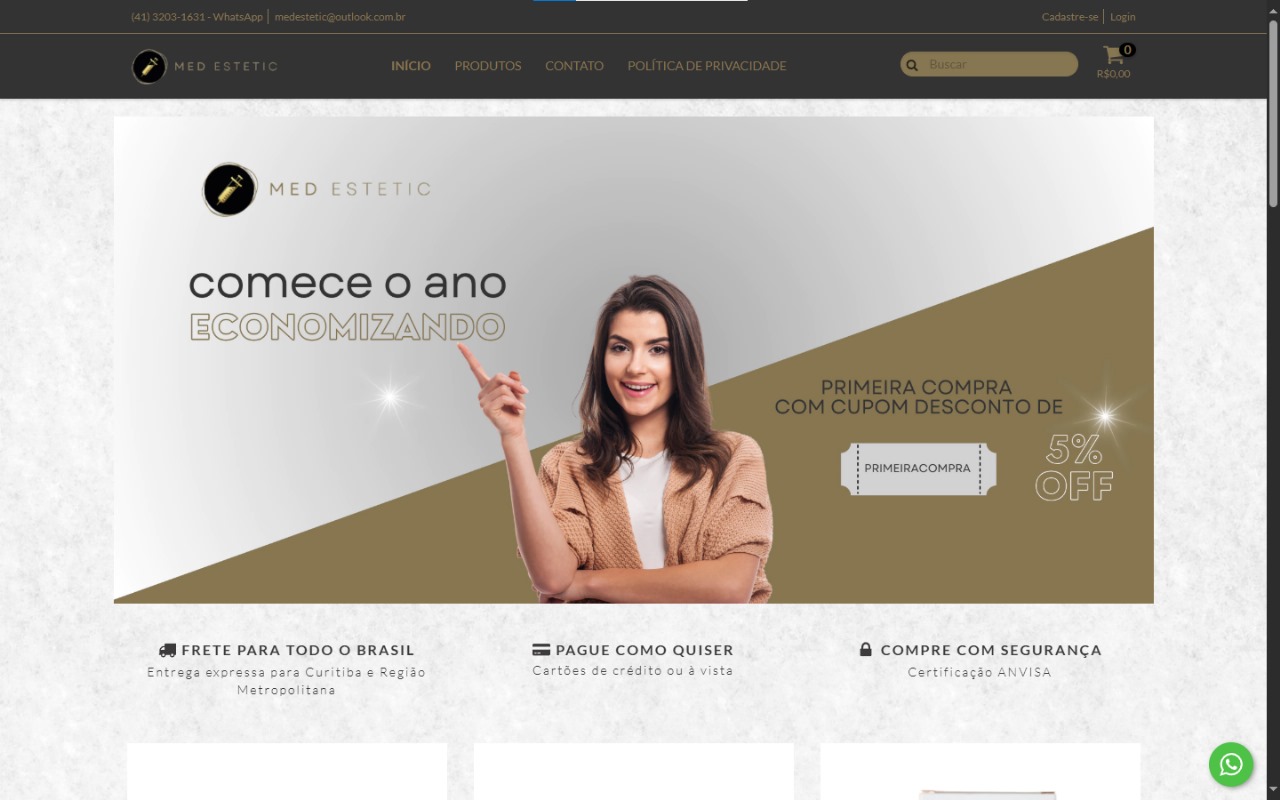 (41) 3203-1631 - WhatsApp
medestetic@outlook.com.br
Cadastre-se
Login
MED ESTETIC
INÍCIO
PRODUTOS
CONTATO
POLÍTICA DE PRIVACIDADE
Buscar
0
R$0,00
MED ESTETIC
comece o ano
ECONOMIZANDO
PRIMEIRA COMPRA
COM CUPOM DESCONTO DE
PRIMEIRACOMPRA
5%
OFF
FRETE PARA TODO O BRASIL
Entrega expressa para Curitiba e Região
Metropolitana
PAGUE COMO QUISER
Cartões de crédito ou à vista
COMPRE COM SEGURANÇA
Certificação ANVISA